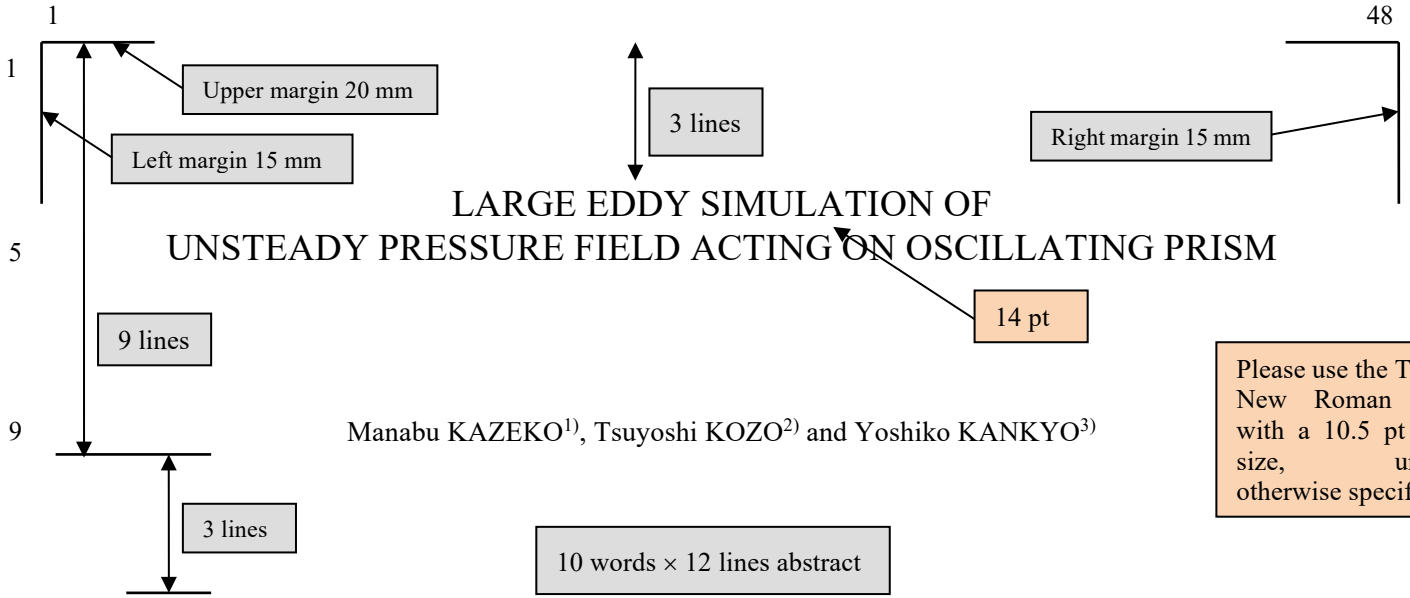 1
48
1
Upper margin 20 mm
3 lines
Right margin 15 mm
Left margin 15 mm
LARGE EDDY SIMULATION OF
5
UNSTEADY PRESSURE FIELD ACTING ON OSCILLATING PRISM
14 pt
9 lines
Please use the T
New Roman
with a 10.5 pt
size,
otherwise specif
9
Manabu KAZEKO1), Tsuyoshi KOZO2) and Yoshiko KANKYO3)
3 lines
10 words × 12 lines abstract